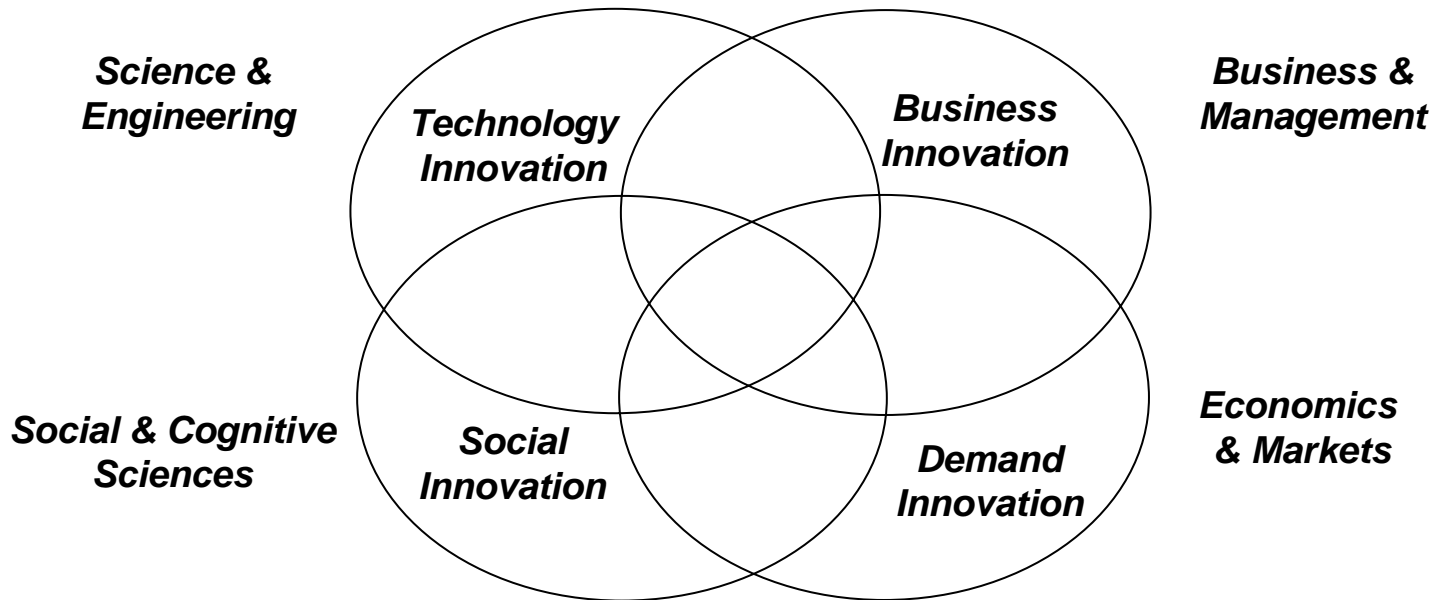 Science &
Engineering
Technology
Innovation
Business
Innovation
Business &
Management
Social & Cognitive
Sciences
Social
Innovation
Demand
Innovation
Economics
& Markets